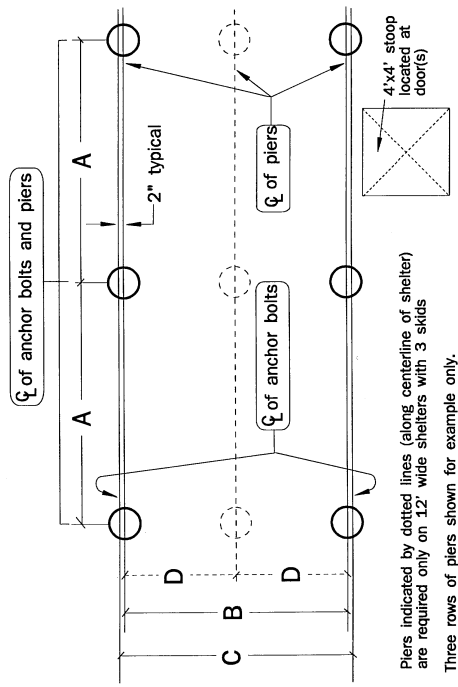 ℄ of anchor bolts and piers
A
A
2" typical
℄ of piers
℄ of anchor bolts
4'x4' stoop
located at
door(s)
D
D
B
C
Piers indicated by dotted lines (along centerline of shelter)
are required only on 12' wide shelters with 3 skids
Three rows of piers shown for example only.